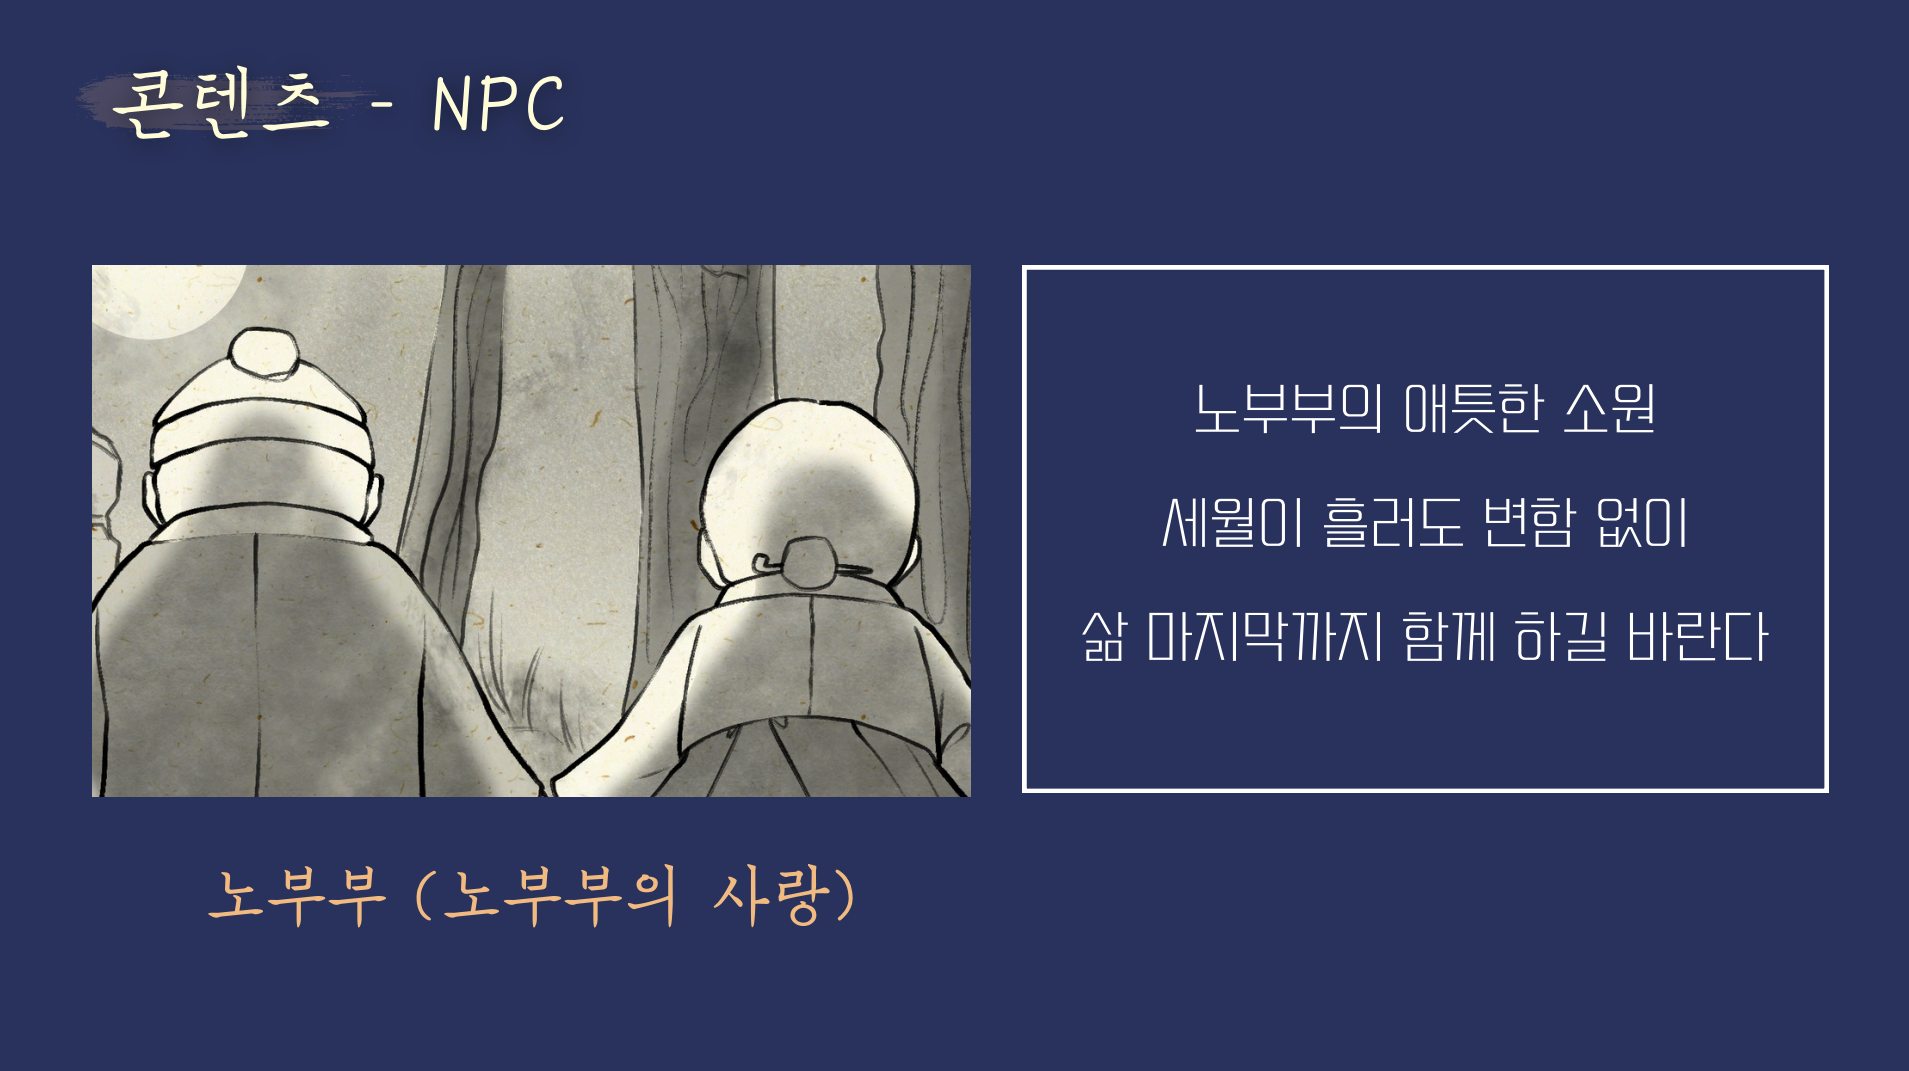 콘텐츠 - NPC
노부부의 애틋한 소원
세월이 흘러도 변함 없이
삶 마지막까지 함께 하길 바란다
노부부 (노부부의 사랑)